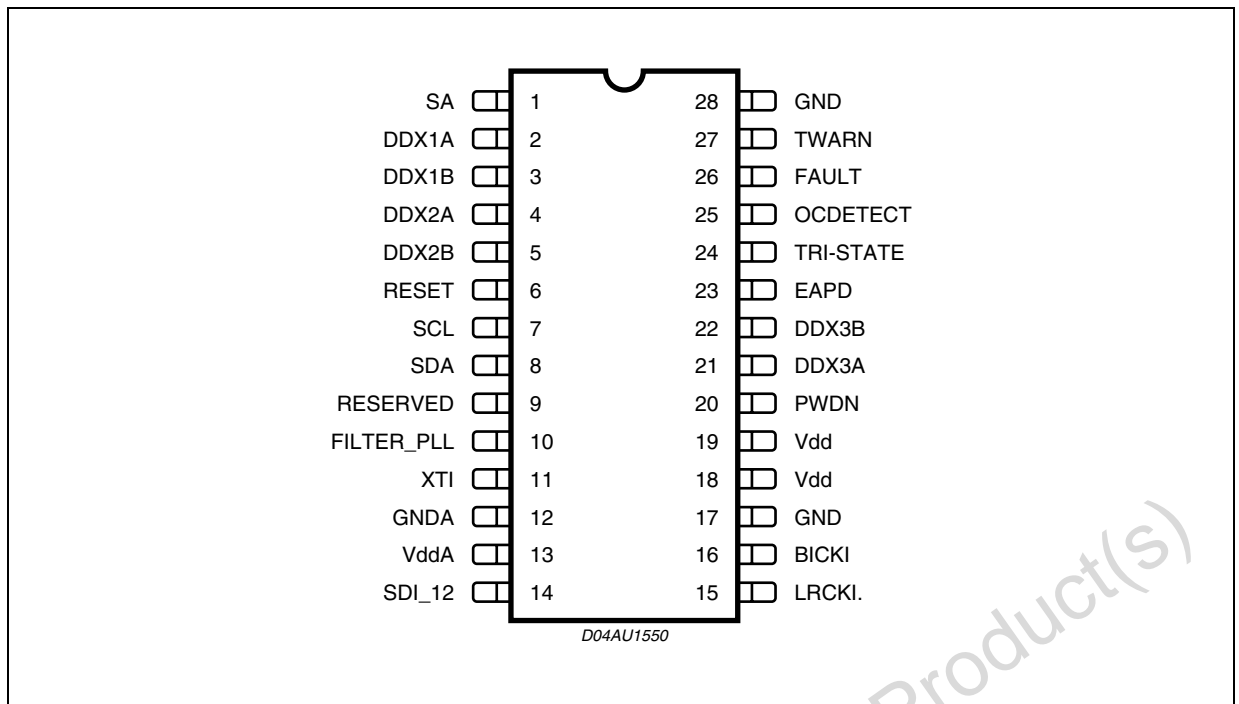 SA 1 28 GND
DDX1A 2 27 TWARN
DDX1B 3 26 FAULT
DDX2A 4 25 OCDETECT
DDX2B 5 24 TRI-STATE
RESET 6 23 EAPD
SCL 7 22 DDX3B
SDA 8 21 DDX3A
RESERVED 9 20 PWDN
FILTER_PLL 10 19 Vdd
XTI 11 18 Vdd
GNDA 12 17 GND
VddA 13 16 BICKI
SDI_12 14 15 LRCKI.
D04AU1550
Product(s)